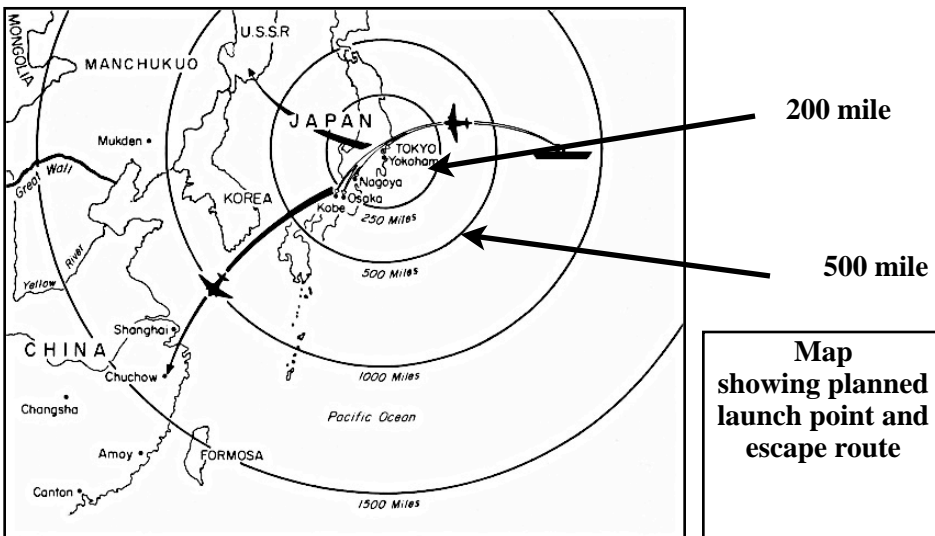 MONGOLIA
U.S.S.R
MANCHUKUO
JAPAN
200 mile
Mukden
TOKYO
Yokoham
Great Wall
Nagoya
KOREA
Kobe
Osaka
250 Miles
Yellow River
500 Miles
500 mile
Shanghai
CHINA
Chuchow
1000 Miles
Map
showing planned
launch point and
escape route
Changsha
Pacific Ocean
Amoy
FORMOSA
Canton
1500 Miles